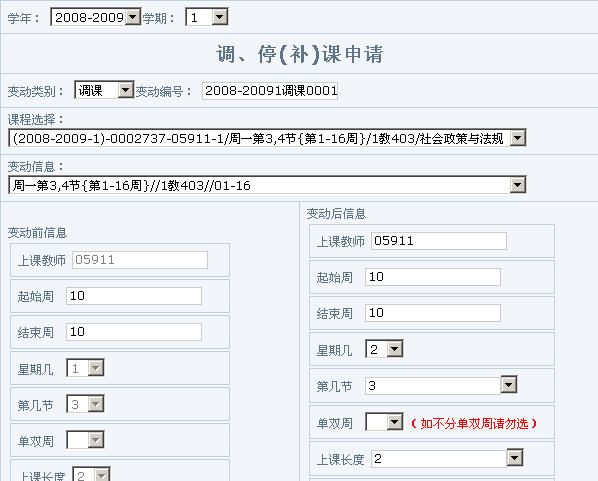 学年： 2008-2009 学期： 1
调、停(补)课申请
变动类别： 调课 变动编号： 2008-20091调课0001
课程选择：
(2008-2009-1)-0002737-05911-1/周一第3,4节{第1-16周}/1教403/社会政策与法规
变动信息：
周一第3,4节{第1-16周}//1教403//01-16
变动前信息
上课教师 05911
起始周 10
结束周 10
星期几 1
第几节 3
单双周
上课长度 2
变动后信息
上课教师 05911
起始周 10
结束周 10
星期几 2
第几节 3
单双周 （如不分单双周请勿选）
上课长度 2